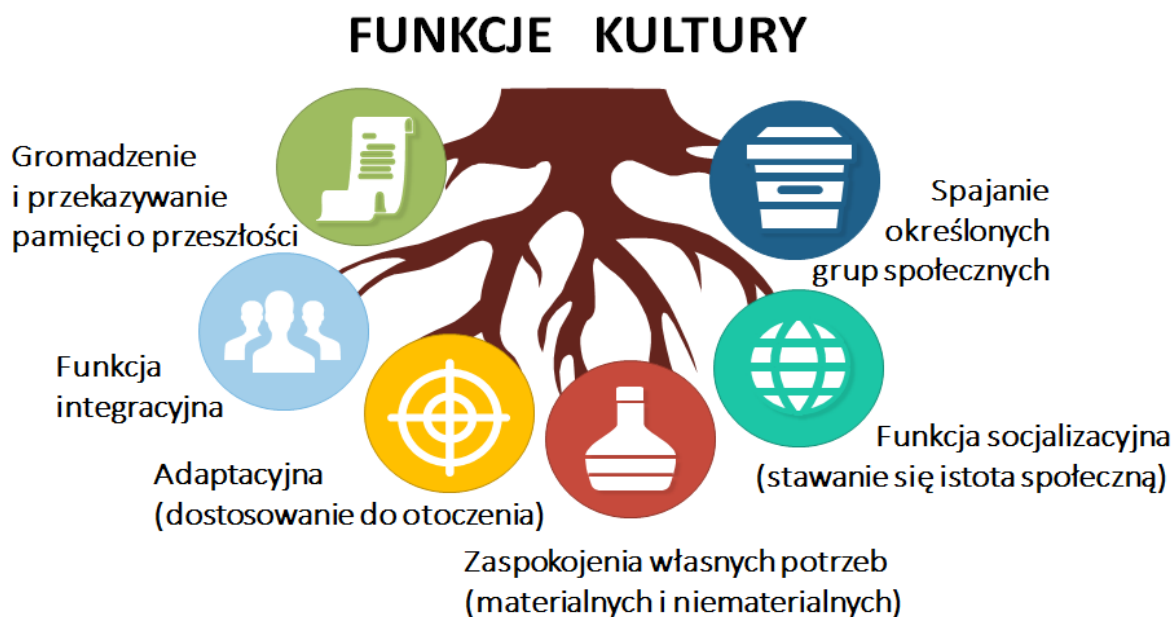 FUNKCJE KULTURY
Gromadzenie
i przekazywanie
pamięci o przeszłości
Spajanie
określonych
grup społecznych
Funkcja
integracyjna
Adaptacyjna
(dostosowanie do otoczenia)
Zaspokojenia własnych potrzeb
(materialnych i niematerialnych)
Funkcja socjalizacyjna
(stawanie się istota społeczną)